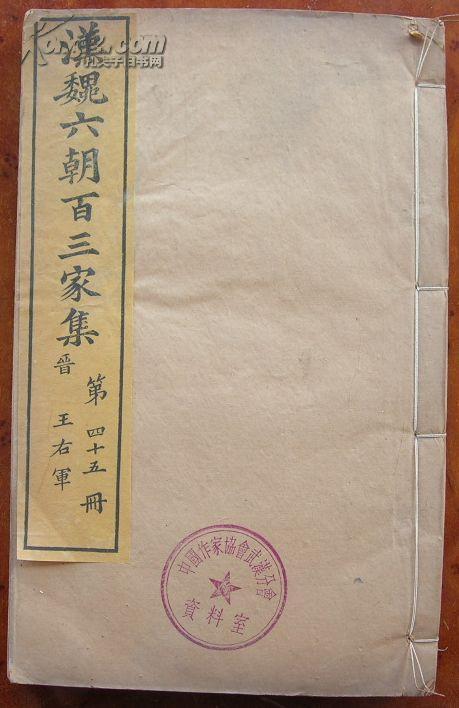 漢魏六朝百三家集
晉 王右軍
第四十五冊
中國作家協會武漢分會
資料室